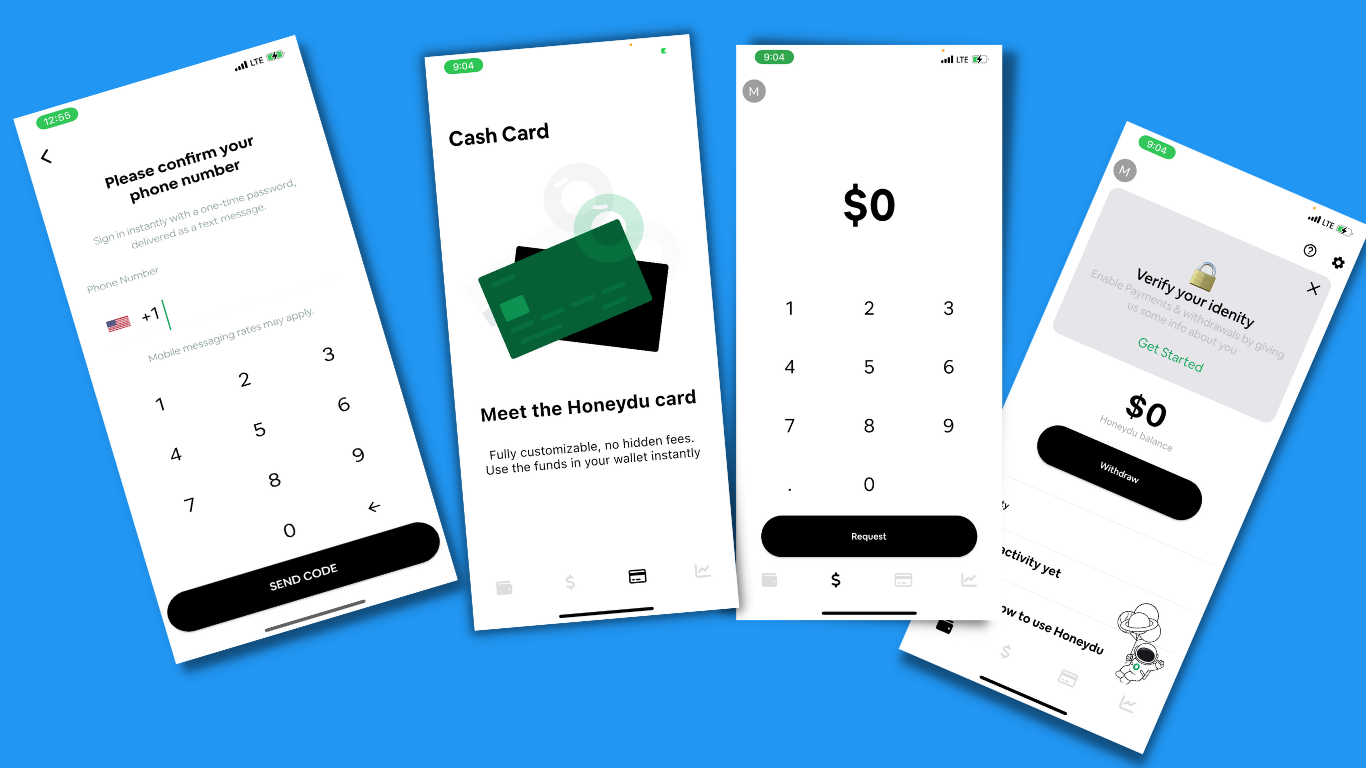 12:55
LTE
Please confirm your
phone number
Sign in instantly with a one-time password,
delivered as a text message.
Phone Number
+1
Mobile messaging rates may apply.
1 2 3
4 5 6
7 8 9
0 ←
SEND CODE
9:04
Cash Card
Meet the Honeydu card
Fully customizable, no hidden fees.
Use the funds in your wallet instantly
$
9:04
LTE
M
$0
1 2 3
4 5 6
7 8 9
. 0
Request
$
9:04
LTE
M
?
Verify your idenity
Enable Payments & withdrawals by giving
us some info about you
Get Started
$0
Honeydu balance
Withdraw
ty
activity yet
ow to use Honeydu
$